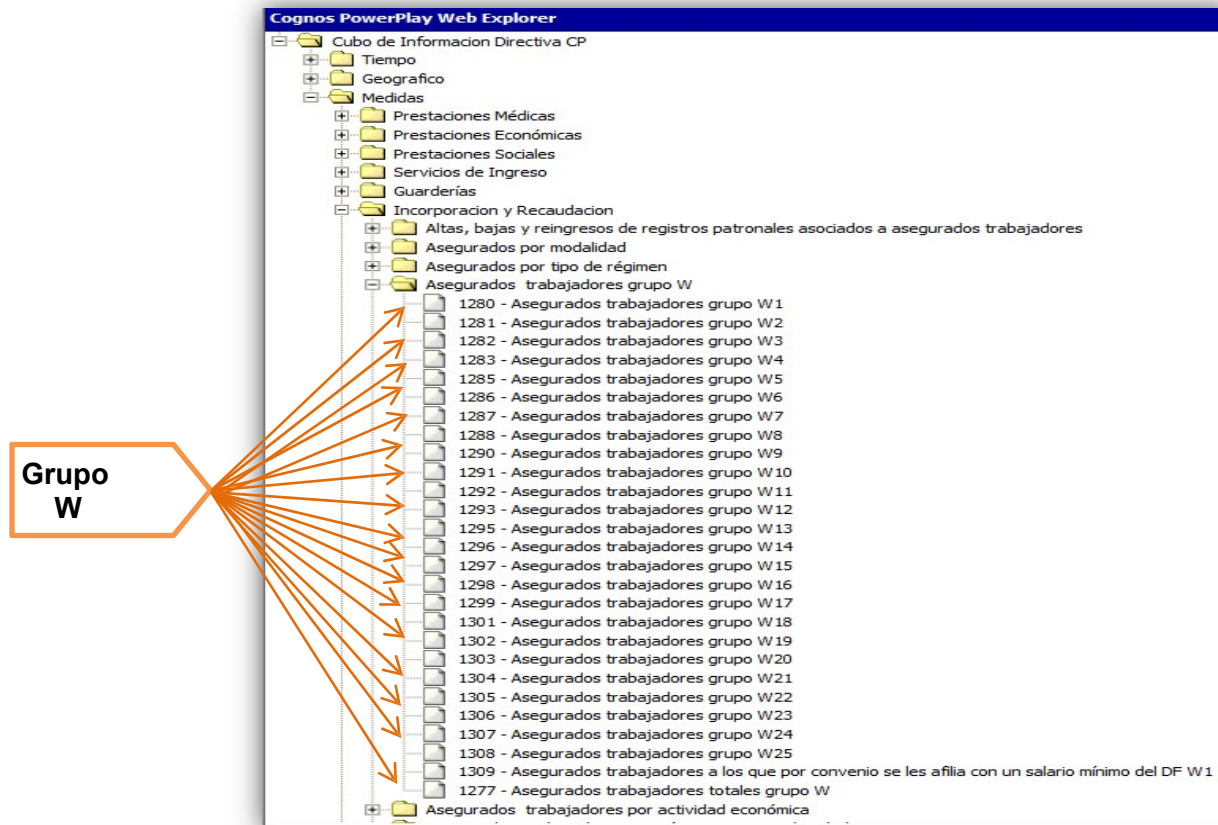 Cognos PowerPlay Web Explorer
Cubo de Informacion Directiva CP
Tiempo
Geografico
Medidas
Prestaciones Médicas
Prestaciones Económicas
Prestaciones Sociales
Servicios de Ingreso
Guarderías
Incorporacion y Recaudacion
Altas, bajas y reingresos de registros patronales asociados a asegurados trabajadores
Asegurados por modalidad
Asegurados por tipo de régimen
Asegurados trabajadores grupo W
1280 - Asegurados trabajadores grupo W1
1281 - Asegurados trabajadores grupo W2
1282 - Asegurados trabajadores grupo W3
1283 - Asegurados trabajadores grupo W4
1285 - Asegurados trabajadores grupo W5
1286 - Asegurados trabajadores grupo W6
1287 - Asegurados trabajadores grupo W7
1288 - Asegurados trabajadores grupo W8
1290 - Asegurados trabajadores grupo W9
1291 - Asegurados trabajadores grupo W10
1292 - Asegurados trabajadores grupo W11
1293 - Asegurados trabajadores grupo W12
1295 - Asegurados trabajadores grupo W13
1296 - Asegurados trabajadores grupo W14
1297 - Asegurados trabajadores grupo W15
1298 - Asegurados trabajadores grupo W16
1299 - Asegurados trabajadores grupo W17
1301 - Asegurados trabajadores grupo W18
1302 - Asegurados trabajadores grupo W19
1303 - Asegurados trabajadores grupo W20
1304 - Asegurados trabajadores grupo W21
1305 - Asegurados trabajadores grupo W22
1306 - Asegurados trabajadores grupo W23
1307 - Asegurados trabajadores grupo W24
1308 - Asegurados trabajadores grupo W25
1309 - Asegurados trabajadores a los que por convenio se les afilia con un salario mínimo del DF W1
1277 - Asegurados trabajadores totales grupo W
Asegurados trabajadores por actividad económica
Grupo
W